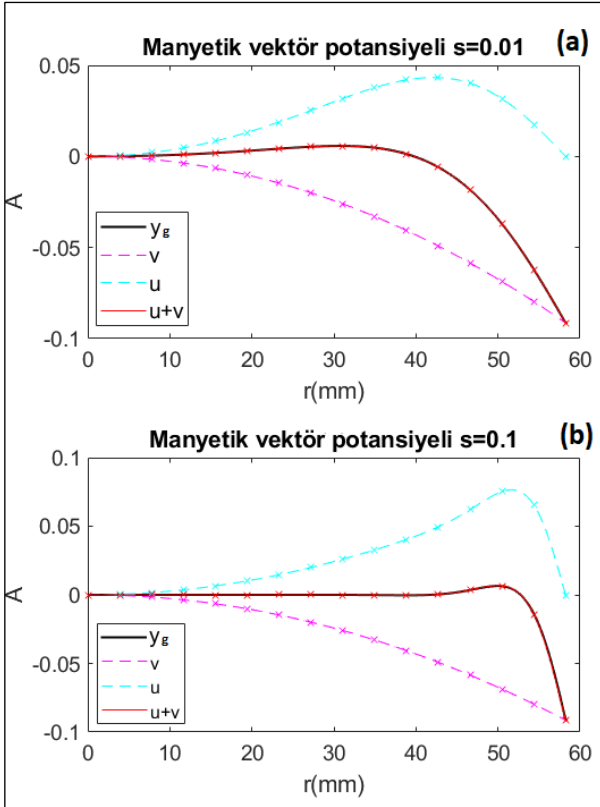 Manyetik vektör potansiyeli s=0.01
(a)
0.05
0
-0.05
-0.1
A
yg
v
u
u+v
0 10 20 30 40 50 60
r(mm)
Manyetik vektör potansiyeli s=0.1
(b)
0.1
0.05
0
-0.05
-0.1
A
yg
v
u
u+v
0 10 20 30 40 50 60
r(mm)